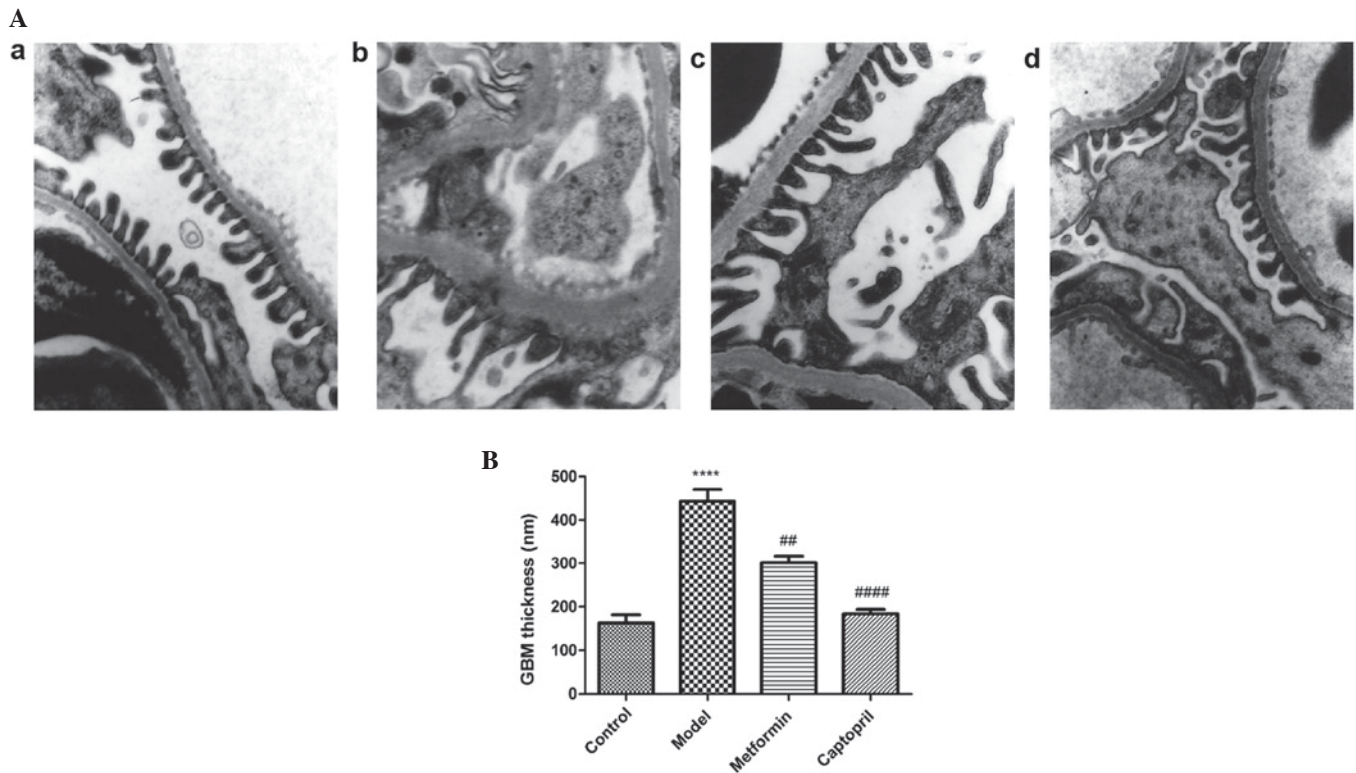 A
a b c d
B
GBM thickness (nm)
500
400
300
200
100
0
****
##
####
Control
Model
Metformin
Captopril